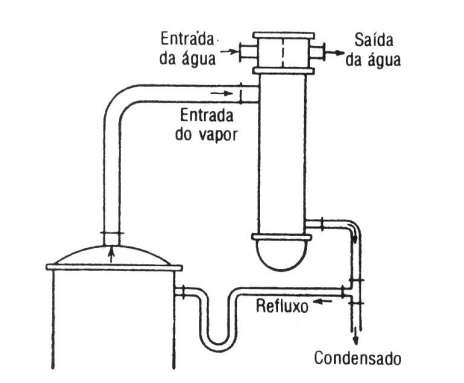 Entrada
da água
Saída
da água
Entrada
do vapor
Refluxo
Condensado